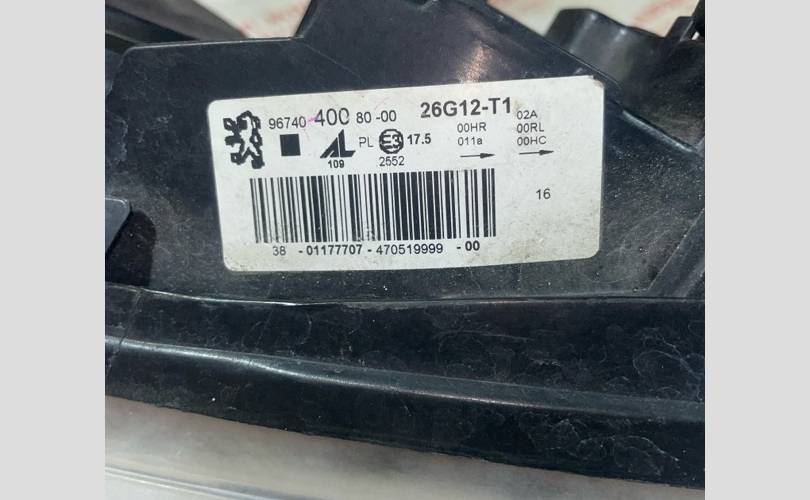 96740 400 80-00 26G12-T1
02A
00HR 00RL
011a 00HC
PL E3 17.5
109 2552
16
38 -01177707-470519999 -00